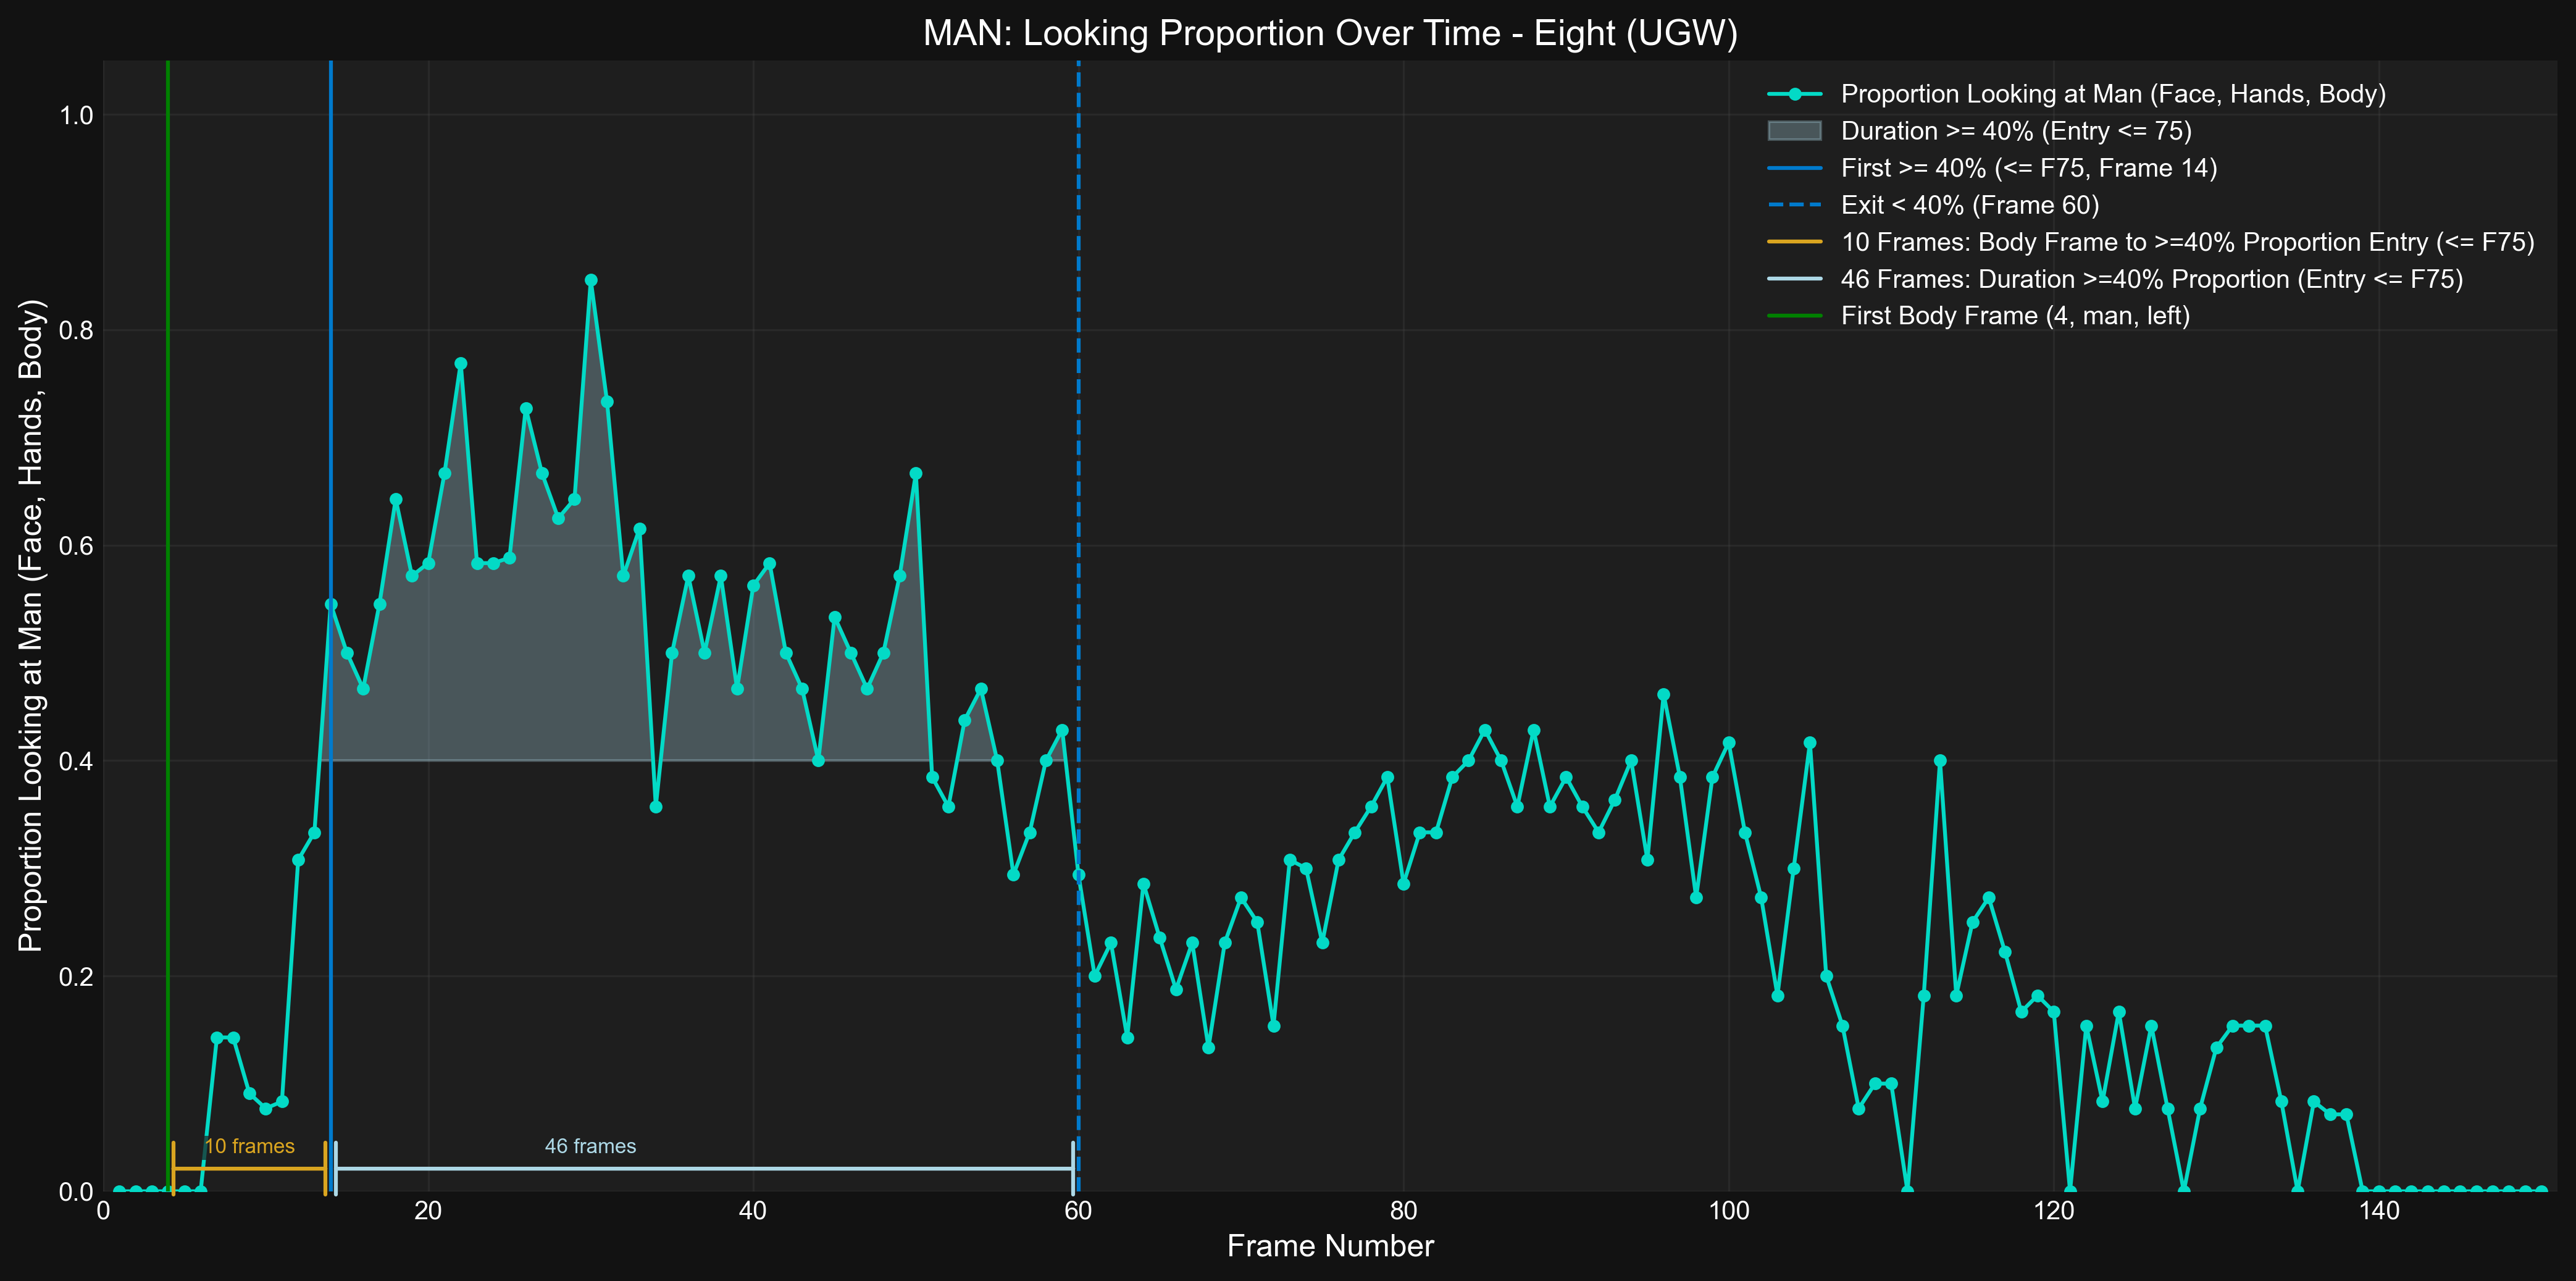 MAN: Looking Proportion Over Time - Eight (UGW)
Proportion Looking at Man (Face, Hands, Body)
Duration >= 40% (Entry <= 75)
First >= 40% (<= F75, Frame 14)
Exit < 40% (Frame 60)
10 Frames: Body Frame to >=40% Proportion Entry (<= F75)
46 Frames: Duration >=40% Proportion (Entry <= F75)
First Body Frame (4, man, left)
Proportion Looking at Man (Face, Hands, Body)
1.0
0.8
0.6
0.4
0.2
0.0
10 frames
46 frames
0 20 40 60 80 100 120 140
Frame Number